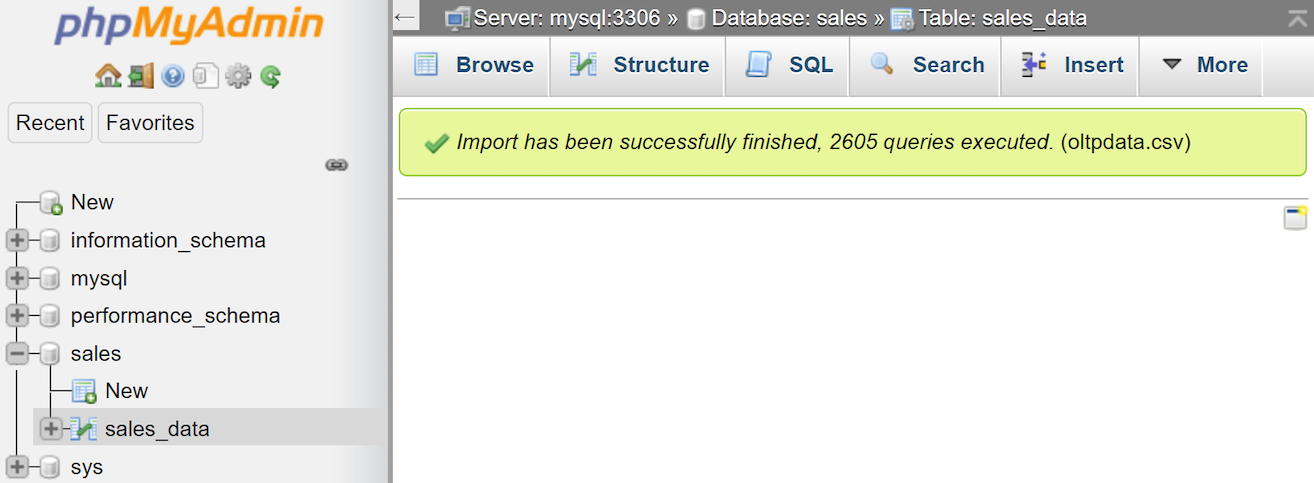 phpMyAdmin
Recent Favorites
New
information_schema
mysql
performance_schema
sales
New
sales_data
sys
Server: mysql:3306 » Database: sales » Table: sales_data
Browse Structure SQL Search Insert More
Import has been successfully finished, 2605 queries executed. (oltpdata.csv)